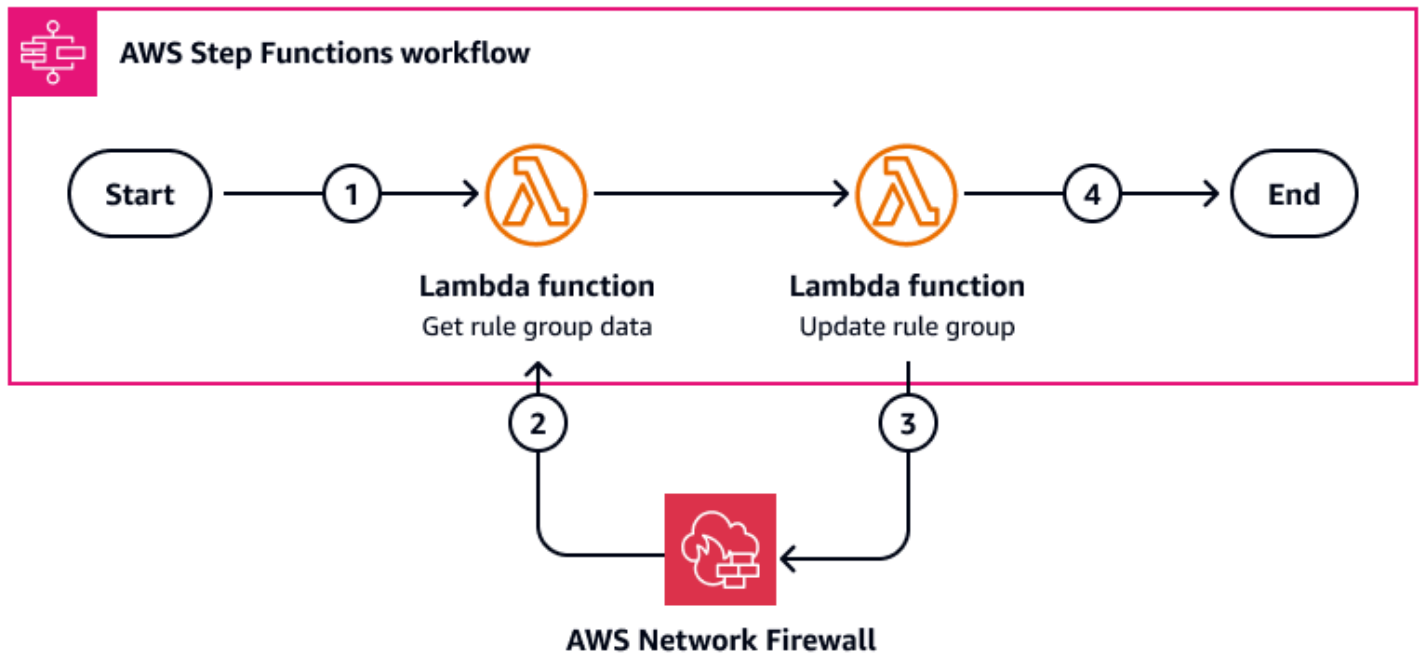 AWS Step Functions workflow
Start
1
4
End
Lambda function
Get rule group data
Lambda function
Update rule group
2
3
AWS Network Firewall